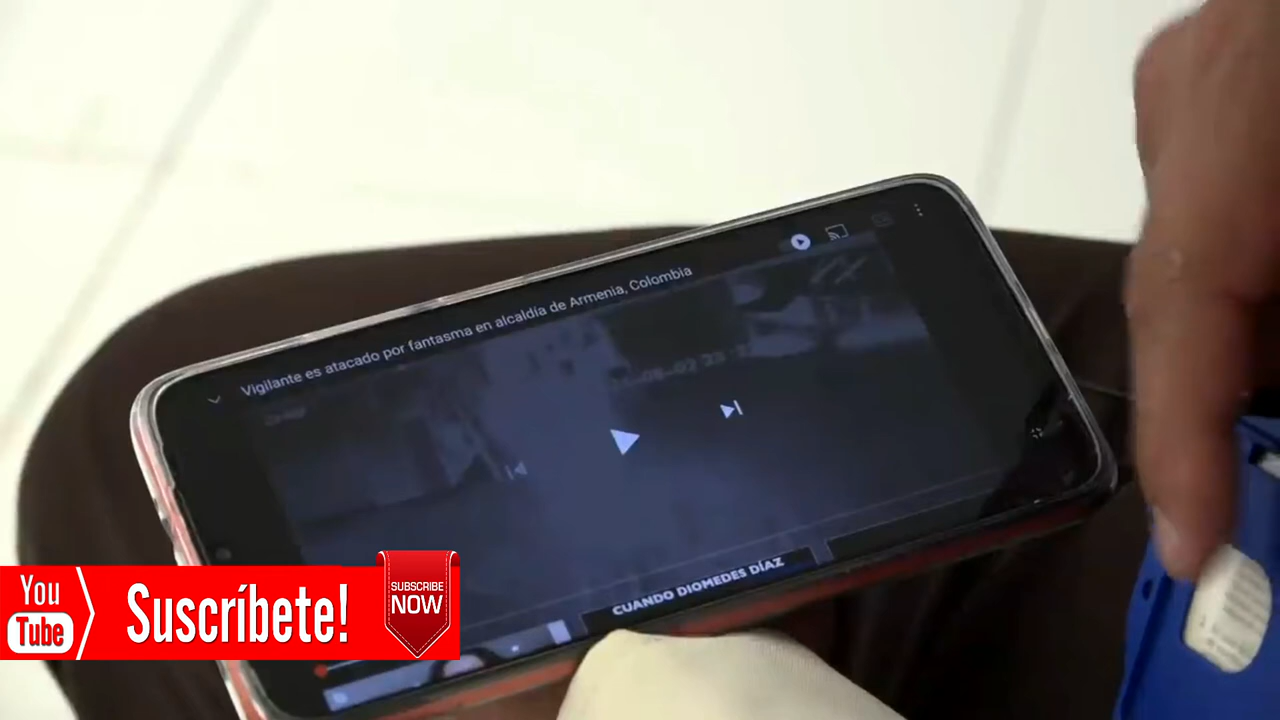 Vigilante es atacado por fantasma en alcaldía de Armenia, Colombia
CUANDO DIOMEDES DÍAZ
You
Tube
Suscríbete!
SUBSCRIBE
NOW